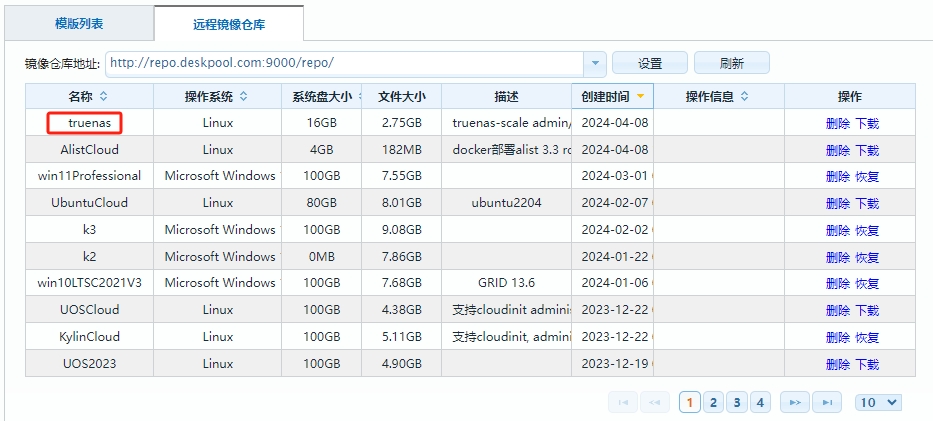 模版列表 远程镜像仓库
镜像仓库地址: http://repo.deskpool.com:9000/repo/ 设置 刷新
名称 操作系统 系统盘大小 文件大小 描述 创建时间 操作信息 操作
truenas Linux 16GB 2.75GB truenas-scale admin/ 2024-04-08 删除 下载
AlistCloud Linux 4GB 182MB docker部署alist 3.3 2024-04-08 删除 下载
win11Professional Microsoft Windows 100GB 7.55GB 2024-03-01 删除 恢复
UbuntuCloud Linux 80GB 8.01GB ubuntu2204 2024-02-07 删除 下载
k3 Microsoft Windows 100GB 9.08GB 2024-02-02 删除 恢复
k2 Microsoft Windows 0MB 7.86GB 2024-01-22 删除 恢复
win10LTSC2021V3 Microsoft Windows 100GB 7.68GB GRID 13.6 2024-01-06 删除 恢复
UOSCloud Linux 100GB 4.38GB 支持cloudinit adminis 2023-12-22 删除 下载
KylinCloud Linux 100GB 5.11GB 支持cloudinit, admini 2023-12-22 删除 恢复
UOS2023 Linux 100GB 4.90GB 2023-12-19 删除 下载
1 2 3 4 10